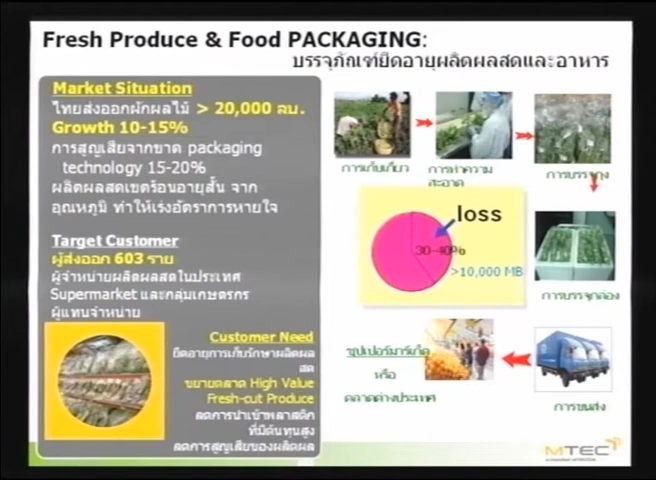 Fresh Produce & Food PACKAGING:
บรรจุภัณฑ์ยืดอายุผลิตผลสดและอาหาร
Market Situation
ไทยส่งออกผักผลไม้ > 20,000 ลบ.
Growth 10-15%
การสูญเสียจากขาด packaging
technology 15-20%
ผลิตผลสดเขตร้อนอายุสั้น จาก
อุณหภูมิ ทำให้เร่งอัตราการหายใจ
Target Customer
ผู้ส่งออก 603 ราย
ผู้จำหน่ายผลิตผลสดในประเทศ
Supermarket และกลุ่มเกษตรกร
ผู้แทนจำหน่าย
Customer Need
ยืดอายุการเก็บรักษาผลิตผล
สด
ขยายตลาด High Value
Fresh-cut Produce
ลดการนำเข้าพลาสติก
ที่มีต้นทุนสูง
ลดการสูญเสียของผลิตผล
การเก็บเกี่ยว
การทำความ
สะอาด
การบรรจุถุง
loss
30-40%
>10,000 MB
การบรรจุกล่อง
ซุปเปอร์มาร์เก็ต
หรือ
ตลาดต่างประเทศ
การขนส่ง
MTEC